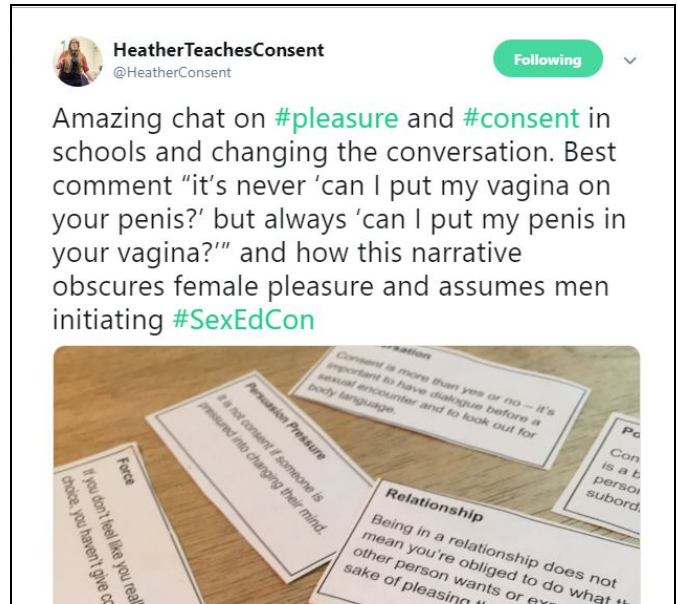 HeatherTeachesConsent
@HeatherConsent
Following
Amazing chat on #pleasure and #consent in
schools and changing the conversation. Best
comment “it’s never ‘can I put my vagina on
your penis?’ but always ‘can I put my penis in
your vagina?’” and how this narrative
obscures female pleasure and assumes men
initiating #SexEdCon
Consent is more than yes or no – it's
important to have dialogue before a
sexual encounter and to look out for
body language.
Persuasion Pressure
It is not consent if someone is
pressured into changing their mind.
Force
If you don't feel like you
choice, you haven't give
Relationship
Being in a relationship does not
mean you're obliged to do what
other person wants or
sake of pleasing
is a